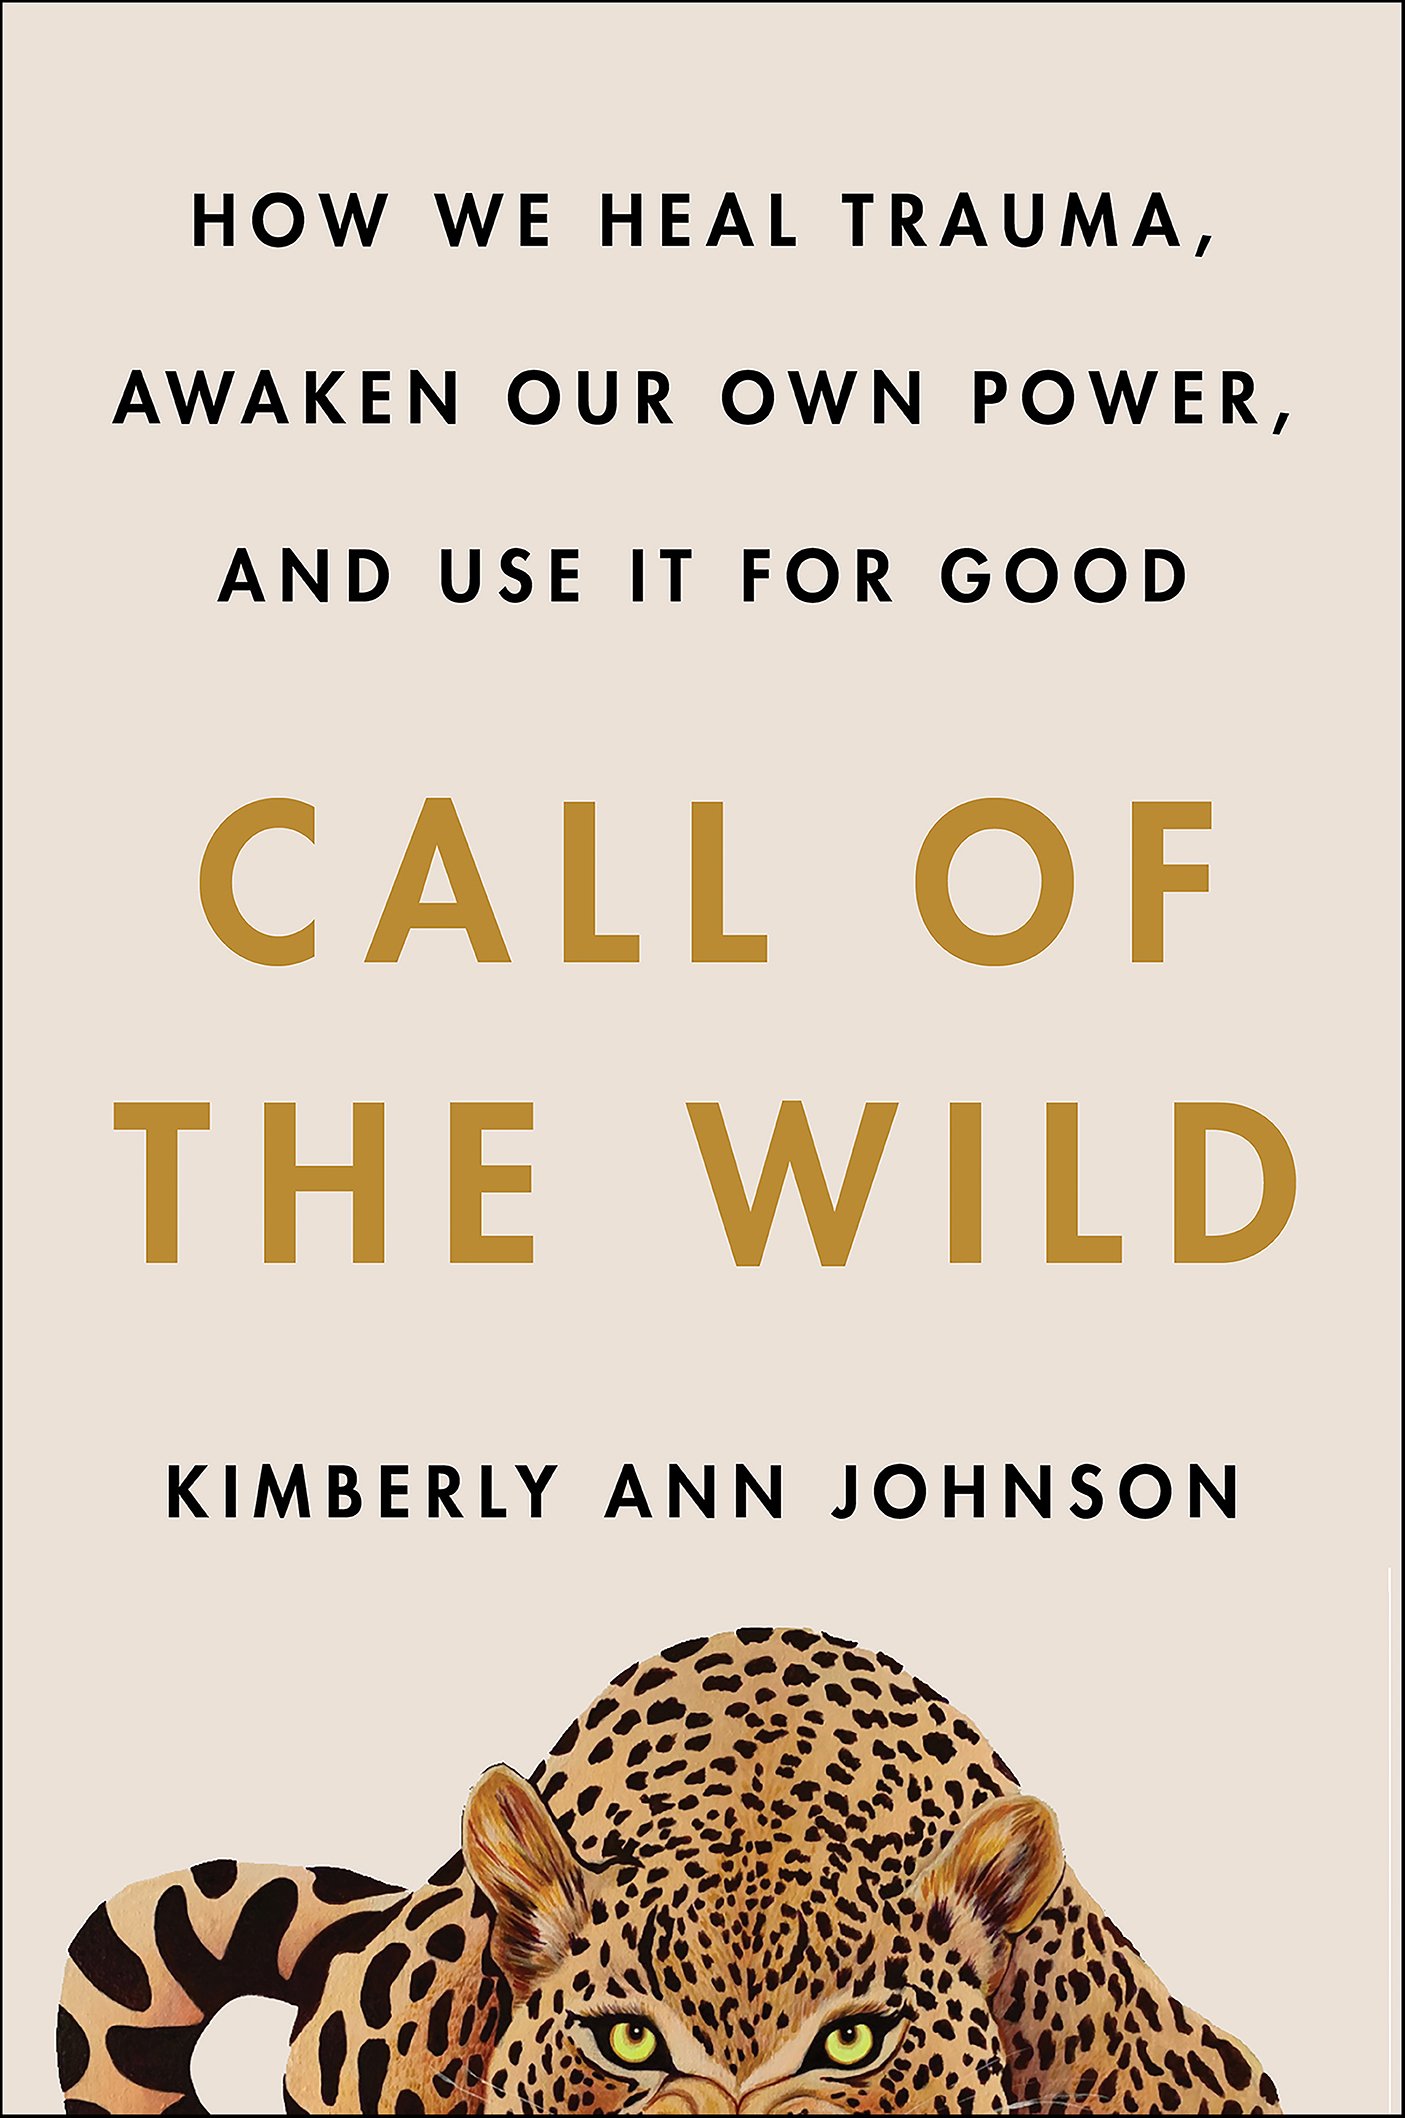 HOW WE HEAL TRAUMA,
AWAKEN OUR OWN POWER,
AND USE IT FOR GOOD
CALL OF
THE WILD
KIMBERLY ANN JOHNSON